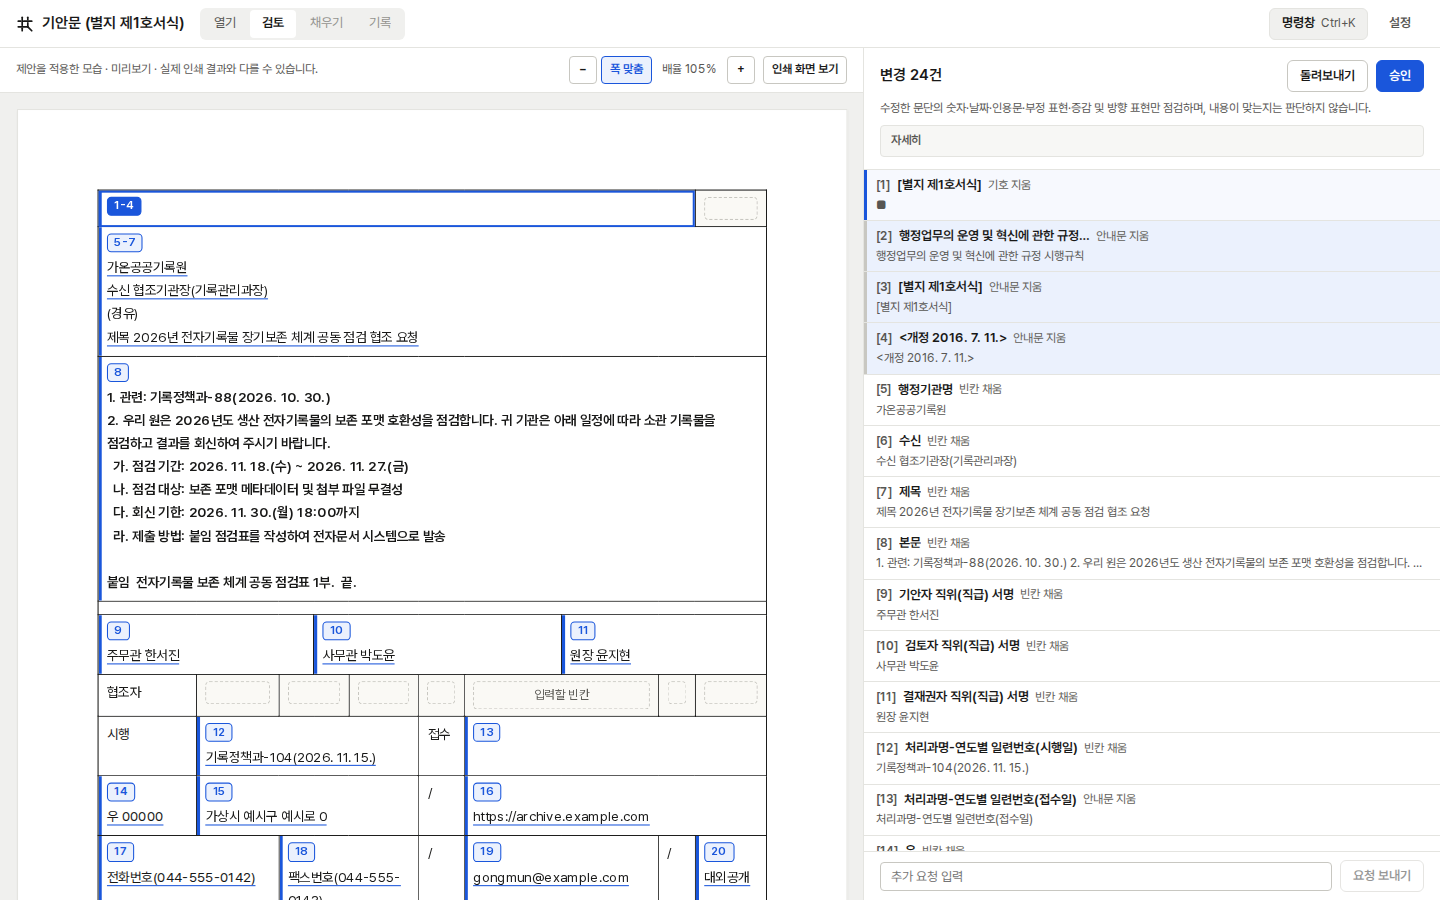 기안문 (별지 제1호서식)
열기
검토
채우기
기록
명령창 Ctrl+K
설정
제안을 적용한 모습 · 미리보기 · 실제 인쇄 결과와 다를 수 있습니다.
−
폭 맞춤
배율 105%
+
인쇄 화면 보기
1-4
5-7
가온공공기록원
수신 협조기관장(기록관리과장)
(경유)
제목 2026년 전자기록물 장기보존 체계 공동 점검 협조 요청
8
1. 관련: 기록정책과-88(2026. 10. 30.)
2. 우리 원은 2026년도 생산 전자기록물의 보존 포맷 호환성을 점검합니다. 귀 기관은 아래 일정에 따라 소관 기록물을
점검하고 결과를 회신하여 주시기 바랍니다.
가. 점검 기간: 2026. 11. 18.(수) ~ 2026. 11. 27.(금)
나. 점검 대상: 보존 포맷 메타데이터 및 첨부 파일 무결성
다. 회신 기한: 2026. 11. 30.(월) 18:00까지
라. 제출 방법: 붙임 점검표를 작성하여 전자문서 시스템으로 발송
붙임  전자기록물 보존 체계 공동 점검표 1부.  끝.
9
주무관 한서진
10
사무관 박도윤
11
원장 윤지현
협조자
입력할 빈칸
시행
12
기록정책과-104(2026. 11. 15.)
접수
13
14
우 00000
15
가상시 예시구 예시로 0
/
16
https://archive.example.com
17
전화번호(044-555-0142)
18
팩스번호(044-555-
0143)
/
19
gongmun@example.com
/
20
대외공개
변경 24건
돌려보내기
승인
수정한 문단의 숫자·날짜·인용문·부정 표현·증감 및 방향 표현만 점검하며, 내용이 맞는지는 판단하지 않습니다.
자세히
[1] [별지 제1호서식] 기호 지움
■
[2] 행정업무의 운영 및 혁신에 관한 규정... 안내문 지움
행정업무의 운영 및 혁신에 관한 규정 시행규칙
[3] [별지 제1호서식] 안내문 지움
[별지 제1호서식]
[4] <개정 2016. 7. 11.> 안내문 지움
<개정 2016. 7. 11.>
[5] 행정기관명 빈칸 채움
가온공공기록원
[6] 수신 빈칸 채움
수신 협조기관장(기록관리과장)
[7] 제목 빈칸 채움
제목 2026년 전자기록물 장기보존 체계 공동 점검 협조 요청
[8] 본문 빈칸 채움
1. 관련: 기록정책과-88(2026. 10. 30.) 2. 우리 원은 2026년도 생산 전자기록물의 보존 포맷 호환성을 점검합니다. ...
[9] 기안자 직위(직급) 서명 빈칸 채움
주무관 한서진
[10] 검토자 직위(직급) 서명 빈칸 채움
사무관 박도윤
[11] 결재권자 직위(직급) 서명 빈칸 채움
원장 윤지현
[12] 처리과명-연도별 일련번호(시행일) 빈칸 채움
기록정책과-104(2026. 11. 15.)
[13] 처리과명-연도별 일련번호(접수일) 안내문 지움
처리과명-연도별 일련번호(접수일)
[14] 우 빈칸 채움
추가 요청 입력
요청 보내기